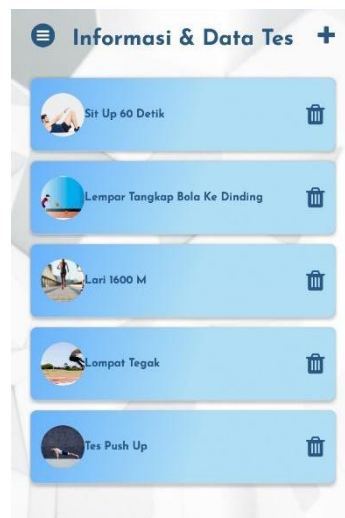 Informasi & Data Tes +
Sit Up 60 Detik
Lempar Tangkap Bola Ke Dinding
Lari 1600 M
Lompat Tegak
Tes Push Up